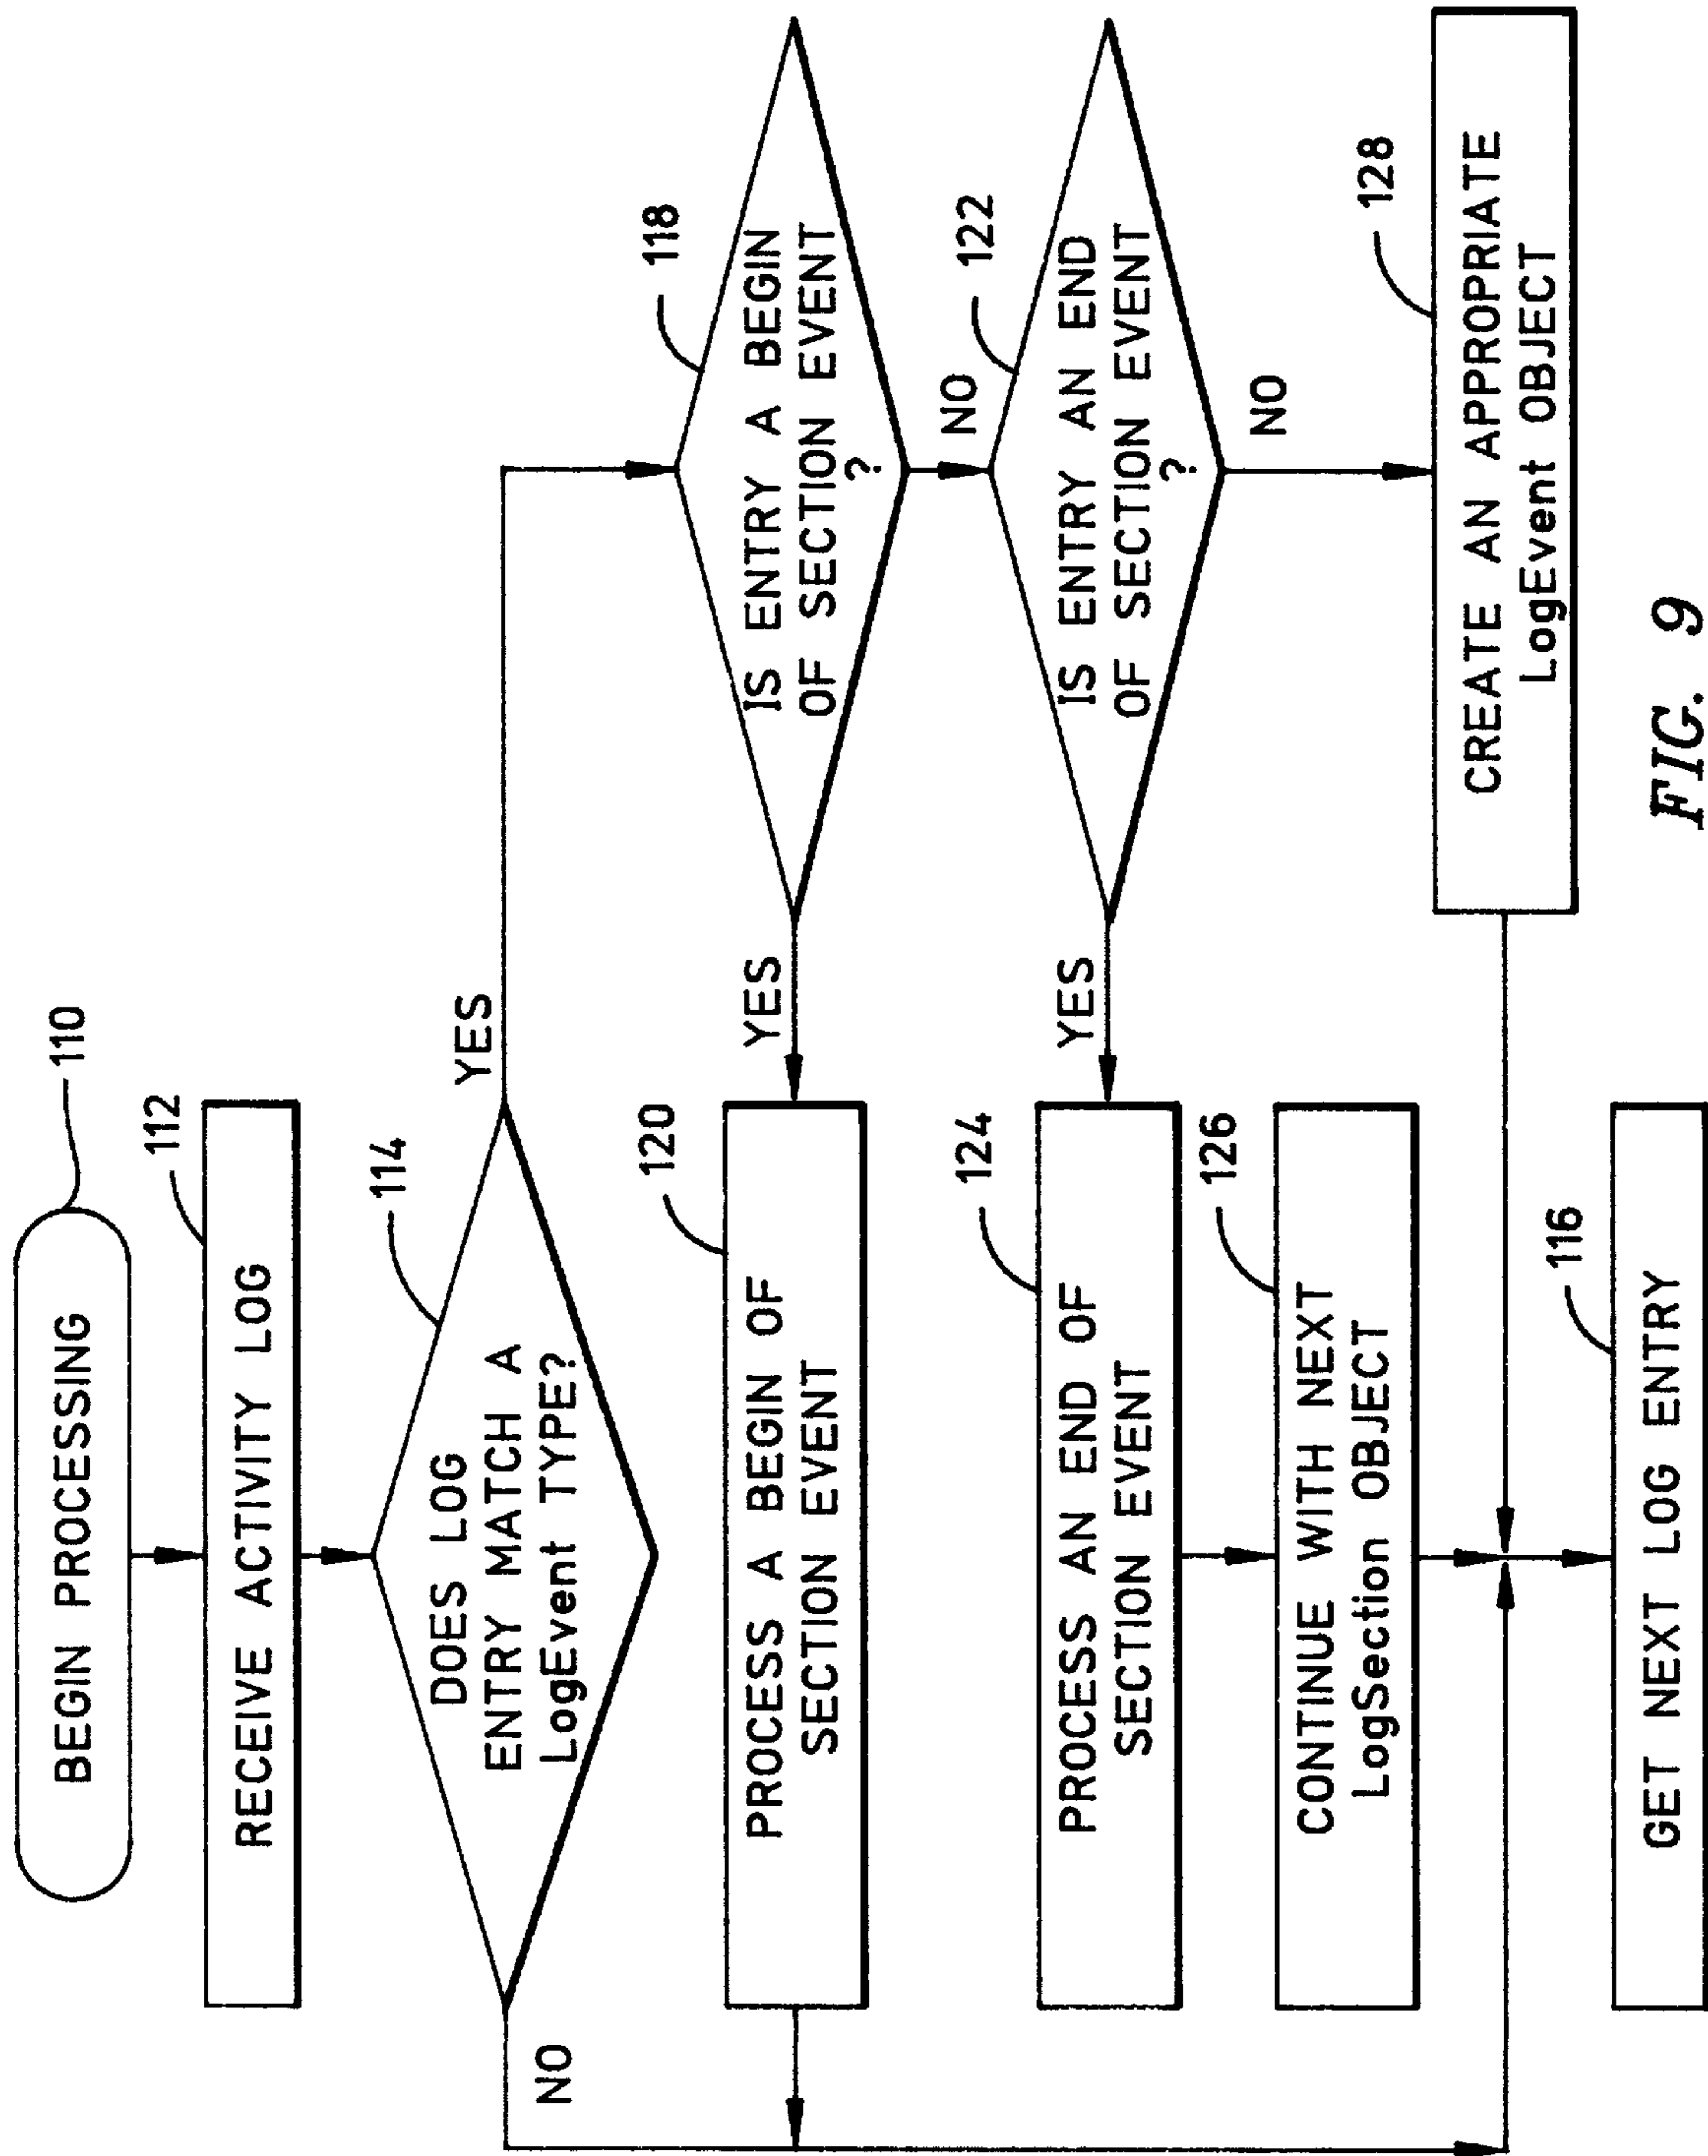 BEGIN PROCESSING
110
RECEIVE ACTIVITY LOG
112
DOES LOG
ENTRY MATCH A
LogEvent TYPE?
114
YES
NO
IS ENTRY A BEGIN
OF SECTION EVENT
?
118
YES
NO
PROCESS A BEGIN OF
SECTION EVENT
120
IS ENTRY AN END
OF SECTION EVENT
?
122
YES
NO
PROCESS AN END OF
SECTION EVENT
124
CONTINUE WITH NEXT
LogSection OBJECT
126
CREATE AN APPROPRIATE
LogEvent OBJECT
128
GET NEXT LOG ENTRY
116
FIG. 9